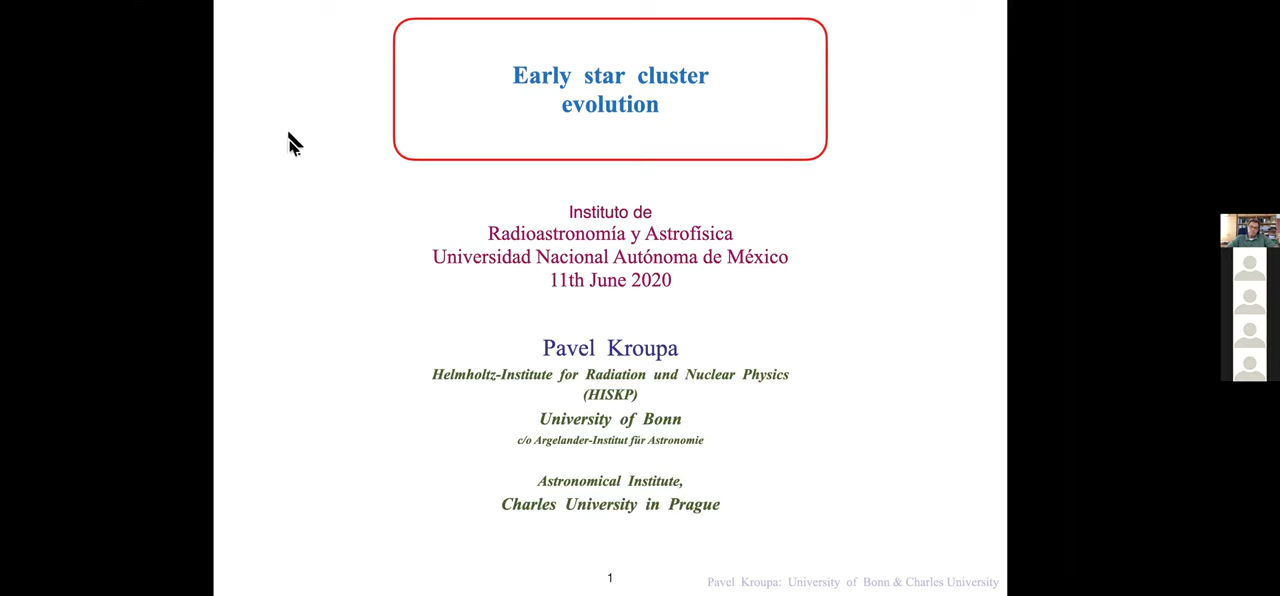 Early star cluster
evolution
Instituto de
Radioastronomía y Astrofísica
Universidad Nacional Autónoma de México
11th June 2020
Pavel Kroupa
Helmholtz-Institute for Radiation und Nuclear Physics
(HISKP)
University of Bonn
c/o Argelander-Institut für Astronomie
Astronomical Institute,
Charles University in Prague
1
Pavel Kroupa: University of Bonn & Charles University